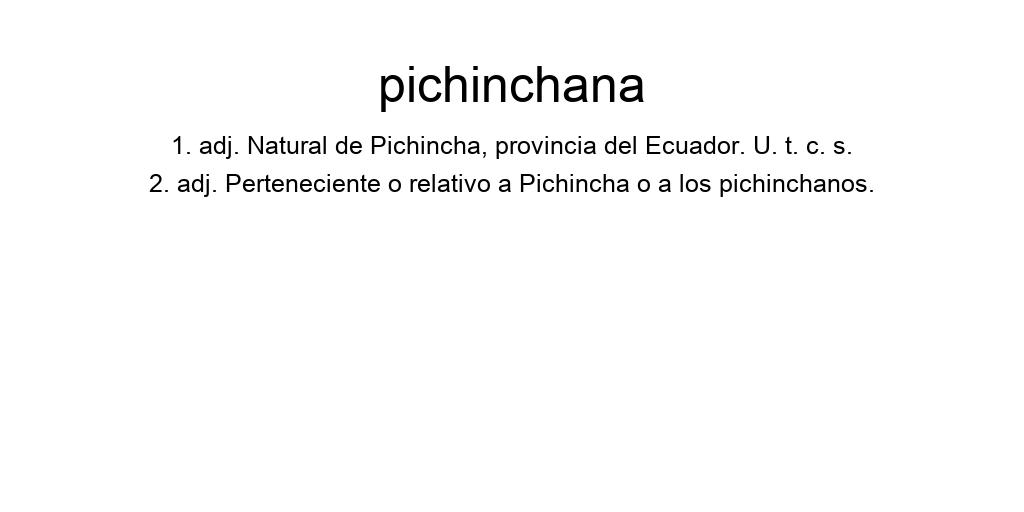 pichinchana
1. adj. Natural de Pichincha, provincia del Ecuador. U. t. c. s.
2. adj. Perteneciente o relativo a Pichincha o a los pichinchanos.